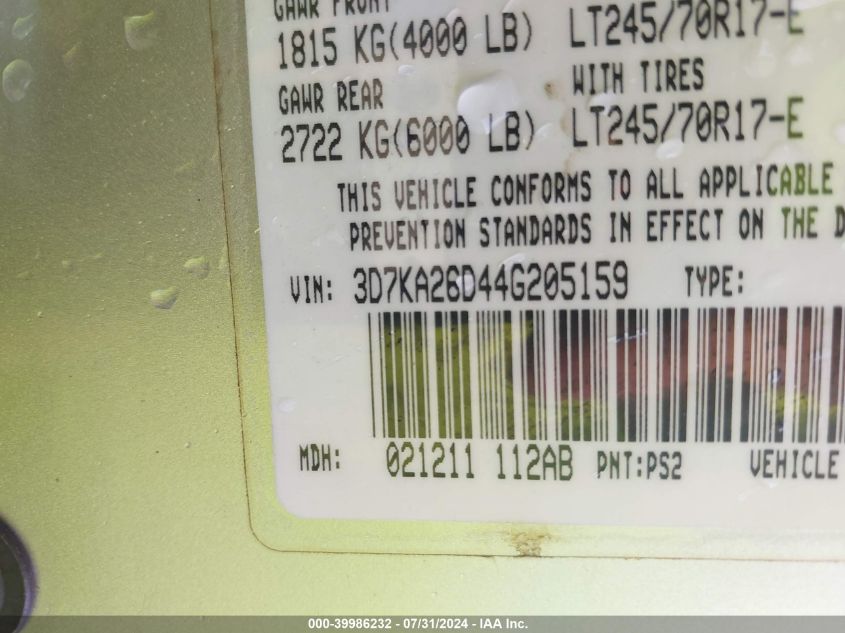 GAWR FRONT
1815 KG(4000 LB) LT245/70R17-E
GAWR REAR WITH TIRES
2722 KG(6000 LB) LT245/70R17-E
THIS VEHICLE CONFORMS TO ALL APPLICABLE
PREVENTION STANDARDS IN EFFECT ON THE D
VIN: 3D7KA26D44G205159 TYPE:
MDH: 021211 112AB PNT:PS2 VEHICLE
000-39986232 - 07/31/2024 - IAA Inc.